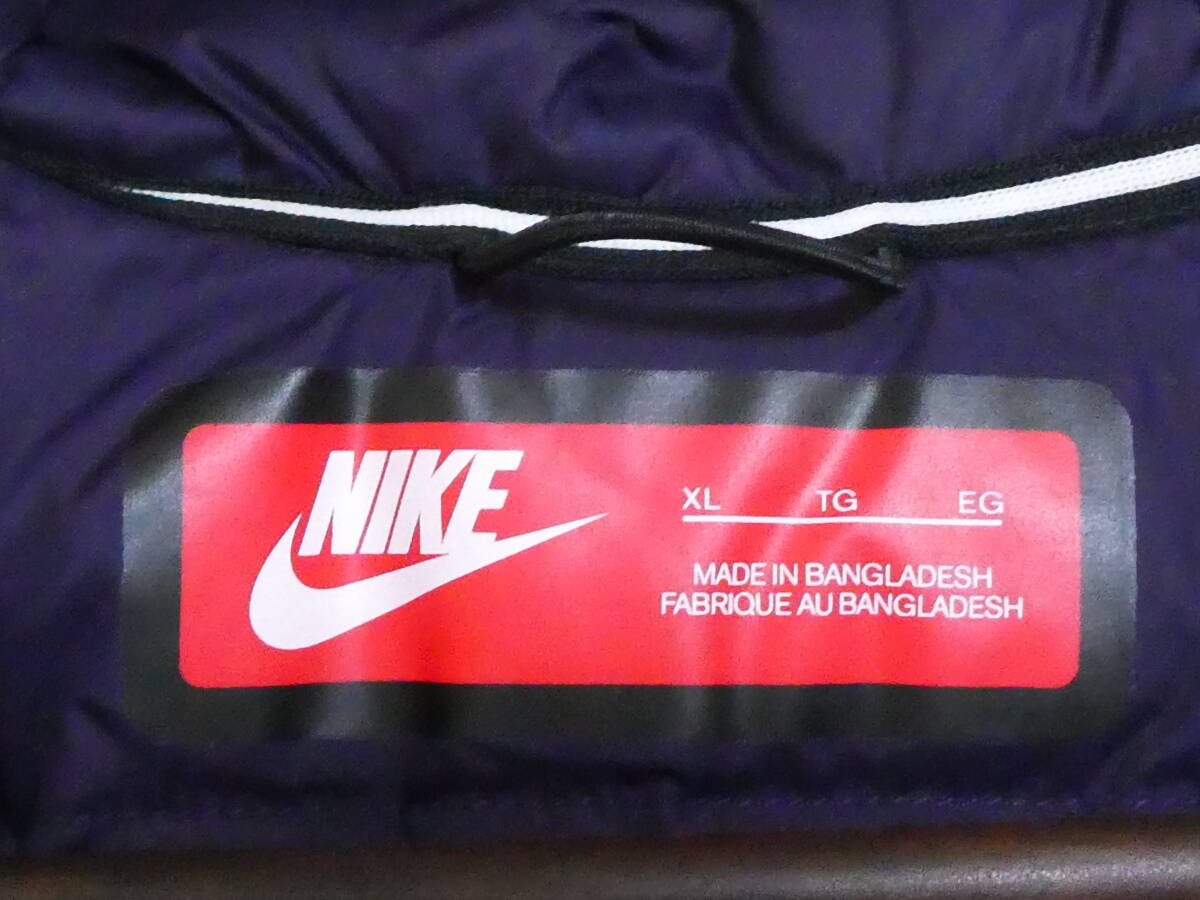 NIKE
XL TG EG
MADE IN BANGLADESH
FABRIQUE AU BANGLADESH